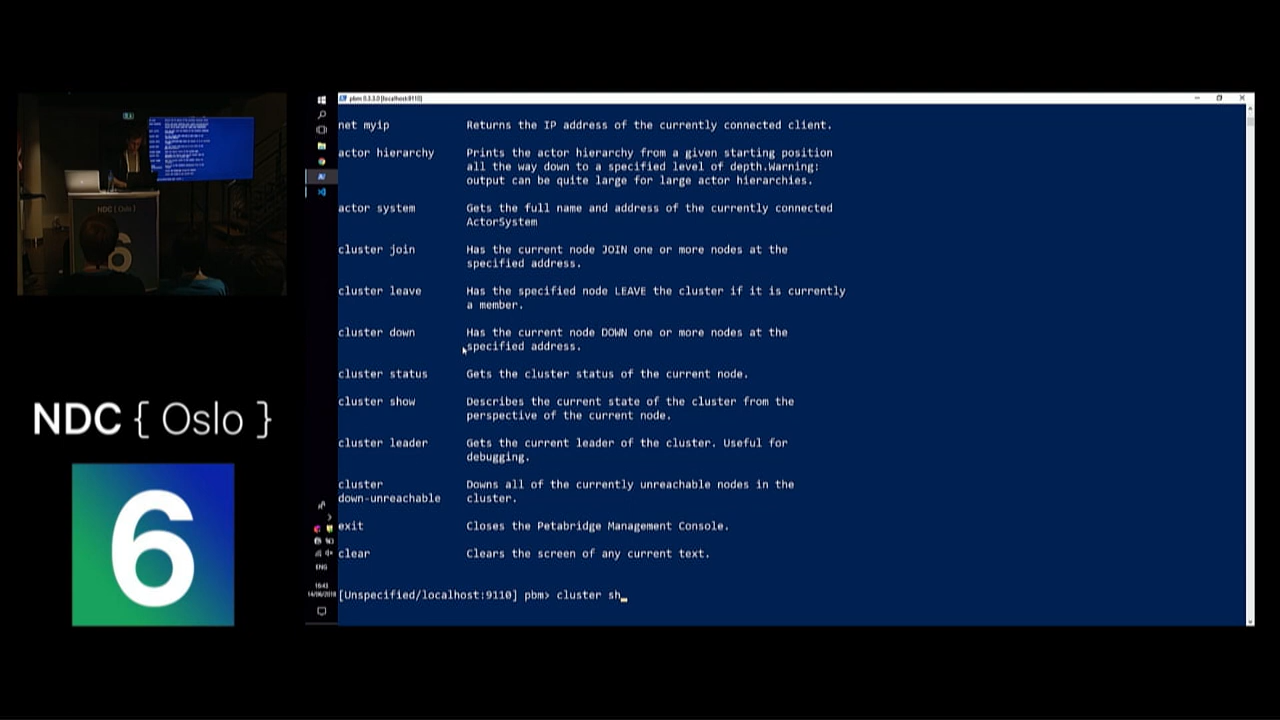 pbm 0.3.3.0 [localhost:9110]
net myip Returns the IP address of the currently connected client.
actor hierarchy Prints the actor hierarchy from a given starting position
all the way down to a specified level of depth.Warning:
output can be quite large for large actor hierarchies.
actor system Gets the full name and address of the currently connected
ActorSystem
cluster join Has the current node JOIN one or more nodes at the
specified address.
cluster leave Has the specified node LEAVE the cluster if it is currently
a member.
cluster down Has the current node DOWN one or more nodes at the
specified address.
cluster status Gets the cluster status of the current node.
cluster show Describes the current state of the cluster from the
perspective of the current node.
cluster leader Gets the current leader of the cluster. Useful for
debugging.
cluster Downs all of the currently unreachable nodes in the
down-unreachable cluster.
exit Closes the Petabridge Management Console.
clear Clears the screen of any current text.
[Unspecified/localhost:9110] pbm> cluster sh_
ENG
16:43
14/06/2018
NDC { Oslo }
6
NDC { Oslo }
6